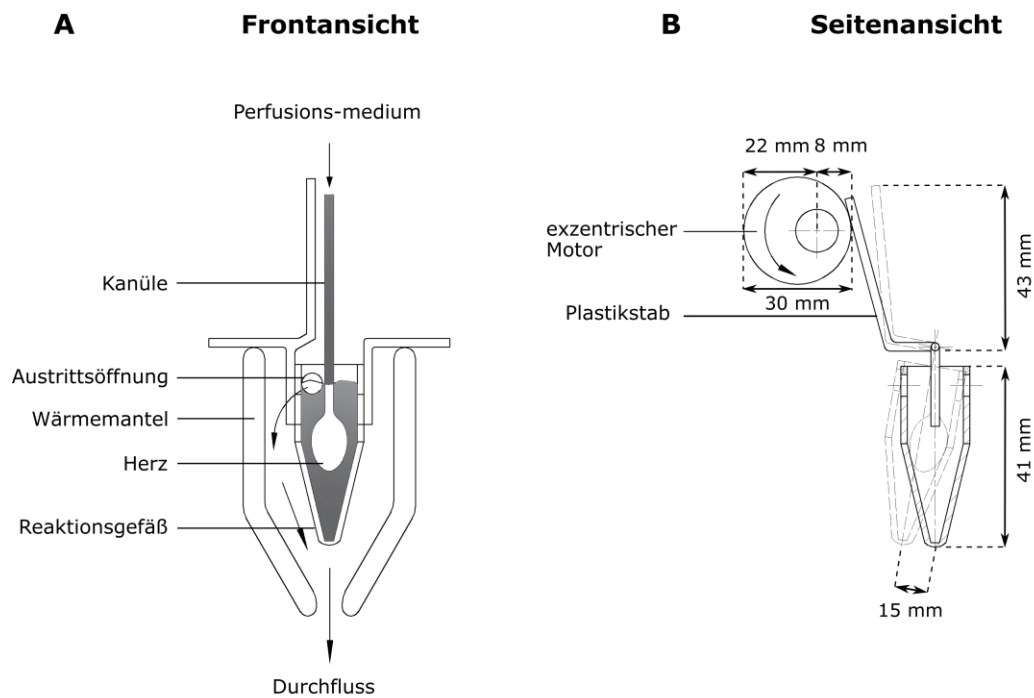 A
Frontansicht
Perfusions-medium
Kanüle
Austrittsöffnung
Wärmemantel
Herz
Reaktionsgefäß
Durchfluss
B
Seitenansicht
22 mm
8 mm
exzentrischer
Motor
30 mm
Plastikstab
43 mm
41 mm
15 mm